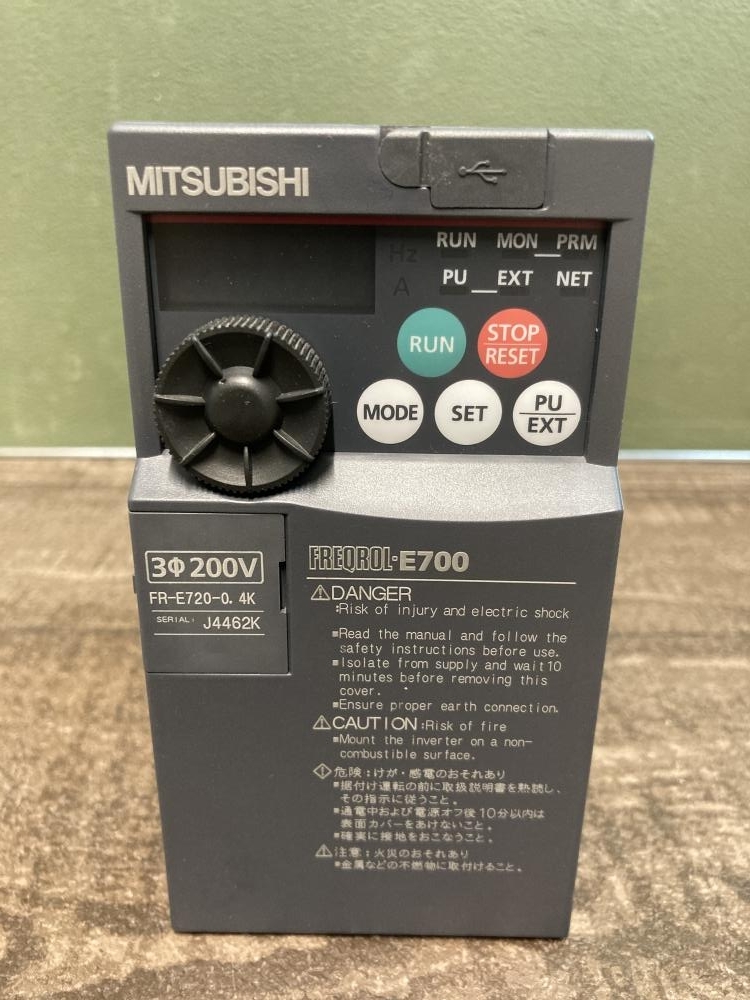 MITSUBISHI
Hz
A
RUN MON PRM
PU EXT NET
RUN
STOP
RESET
MODE
SET
PU
EXT
3Φ200V
FR-E720-0.4K
SERIAL: J4462K
FREQROL-E700
⚠DANGER
:Risk of injury and electric shock
■Read the manual and follow the
safety instructions before use.
■Isolate from supply and wait10
minutes before removing this
cover.
■Ensure proper earth connection.
⚠CAUTION:Risk of fire
■Mount the inverter on a non-
combustible surface.
危険:けが・感電のおそれあり
■据付け運転の前に取扱説明書を熟読し、
その指示に従うこと。
■通電中および電源オフ後10分以内は
表面カバーをあけないこと。
■確実に接地をおこなうこと。
⚠注意:火災のおそれあり
■金属などの不燃物に取付けること。